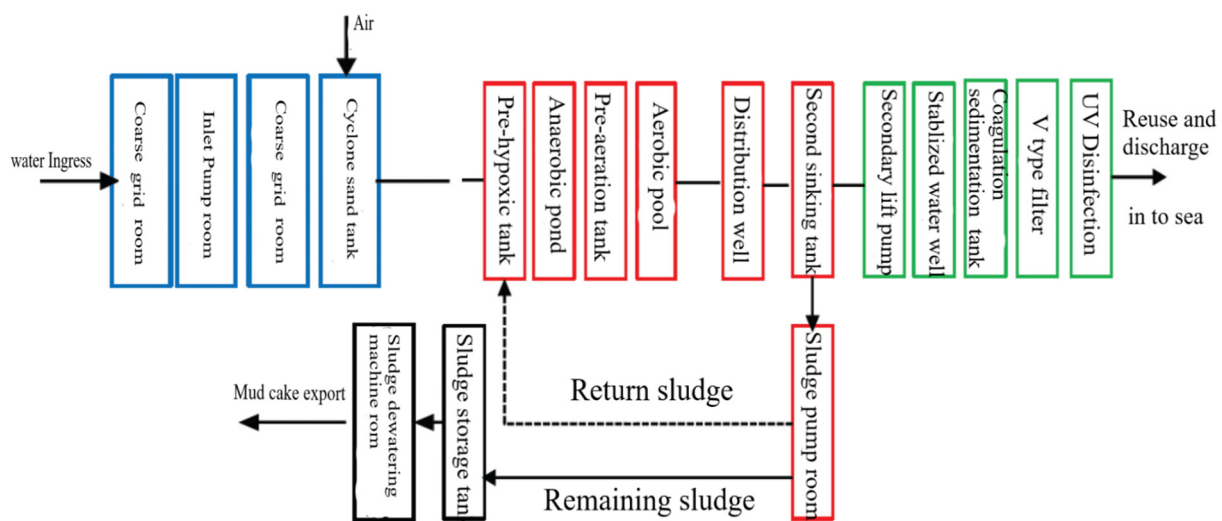 Air
water Ingress
Coarse grid room
Inlet Pump room
Coarse grid room
Cyclone sand tank
Pre-hypoxic tank
Anaerobic pond
Pre-aeration tank
Aerobic pool
Distribution well
Second sinking tank
Secondary lift pump
Stablized water well
Coagulation
sedimentation tank
V type filter
UV Disinfection
Reuse and
discharge
in to sea
Mud cake export
Sludge dewatering
machine rom
Sludge storage tan
Return sludge
Remaining sludge
Sludge pump room